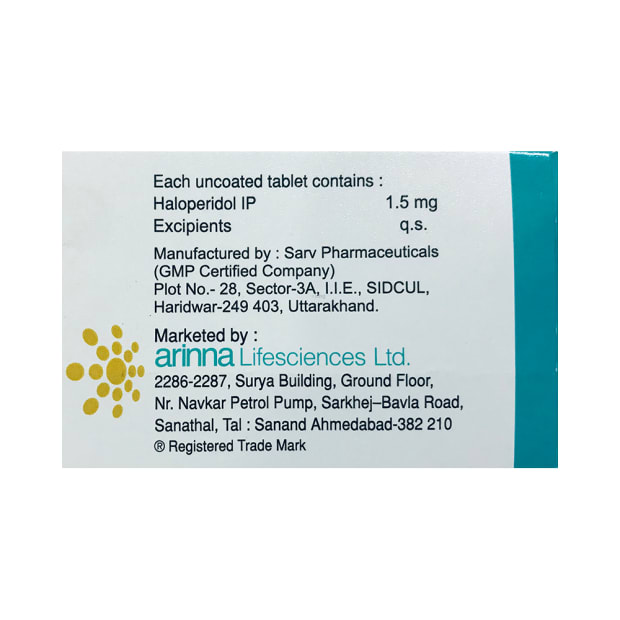 Each uncoated tablet contains :
Haloperidol IP 1.5 mg
Excipients q.s.
Manufactured by : Sarv Pharmaceuticals
(GMP Certified Company)
Plot No.- 28, Sector-3A, I.I.E., SIDCUL,
Haridwar-249 403, Uttarakhand.
Marketed by :
arinna Lifesciences Ltd.
2286-2287, Surya Building, Ground Floor,
Nr. Navkar Petrol Pump, Sarkhej–Bavla Road,
Sanathal, Tal : Sanand Ahmedabad-382 210
® Registered Trade Mark